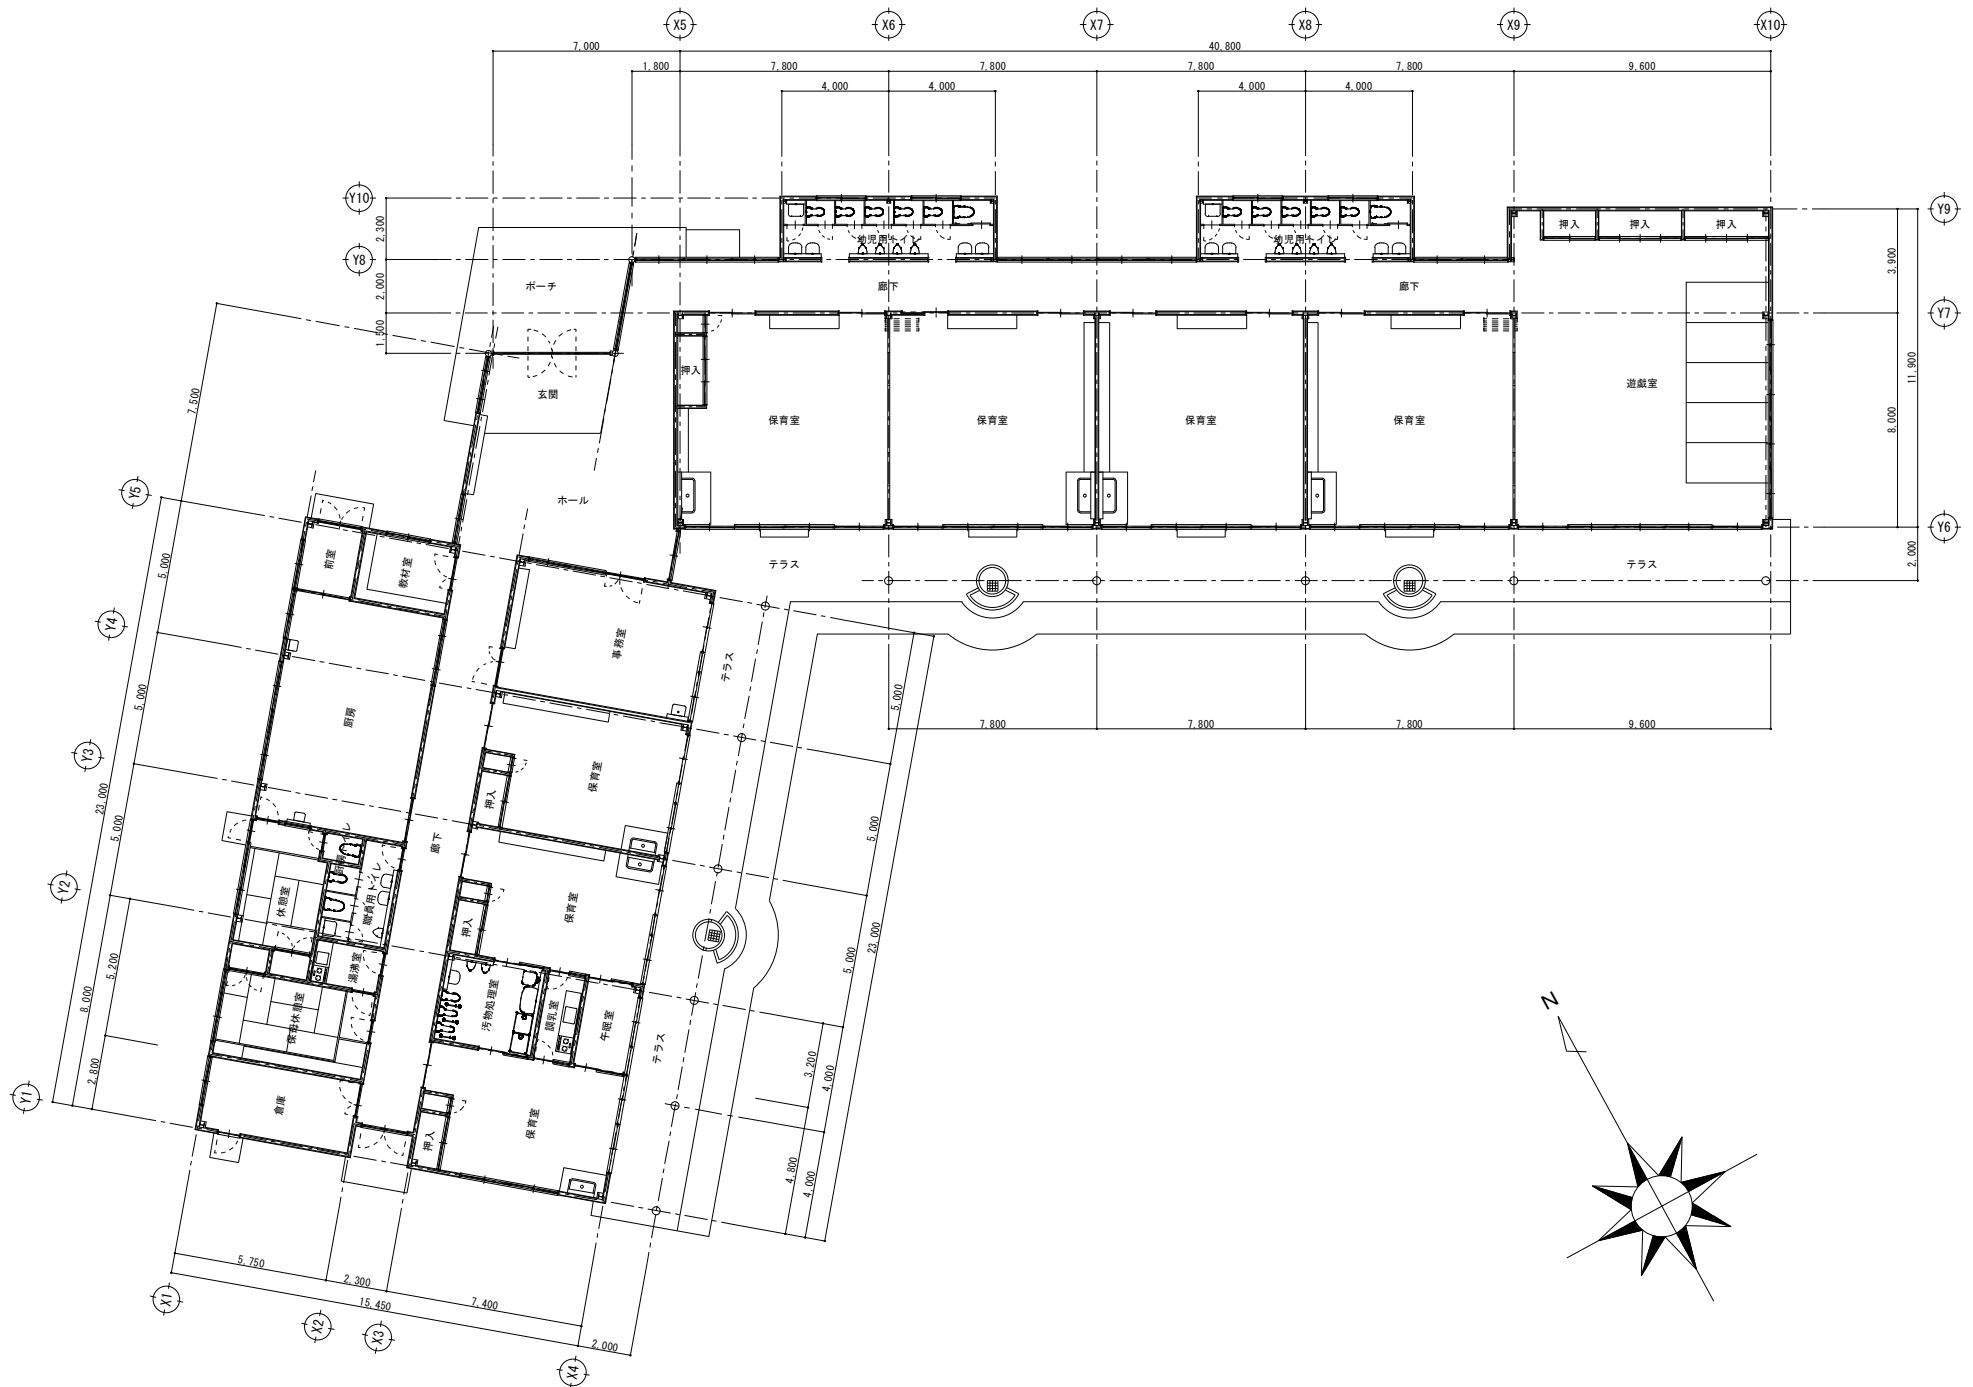 X5
X6
X7
X8
X9
X10
7,000
40,800
1,800
7,800
7,800
7,800
7,800
9,600
4,000
4,000
4,000
4,000
Y10
Y9
2,300
押入
押入
押入
幼児用トイレ
幼児用トイレ
Y8
3,900
2,000
ポーチ
廊下
廊下
Y7
1,500
11,900
押入
遊戯室
玄関
7,500
保育室
保育室
保育室
保育室
8,000
Y5
ホール
Y6
前室
教材室
テラス
テラス
2,000
5,000
Y4
事務室
テラス
5,000
5,000
厨房
7,800
7,800
7,800
9,600
Y3
保育室
押入
23,000
5,000
5,000
廊下
厨房トイレ
Y2
休憩室
職員用トイレ
保育室
押入
23,000
5,000
5,200
8,000
湯沸室
汚物処理室
調乳室
午眠室
保母休憩室
テラス
3,200
4,000
2,800
Y1
倉庫
保育室
押入
4,800
4,000
N
5,750
2,300
7,400
15,450
2,000
X1
X2
X3
X4